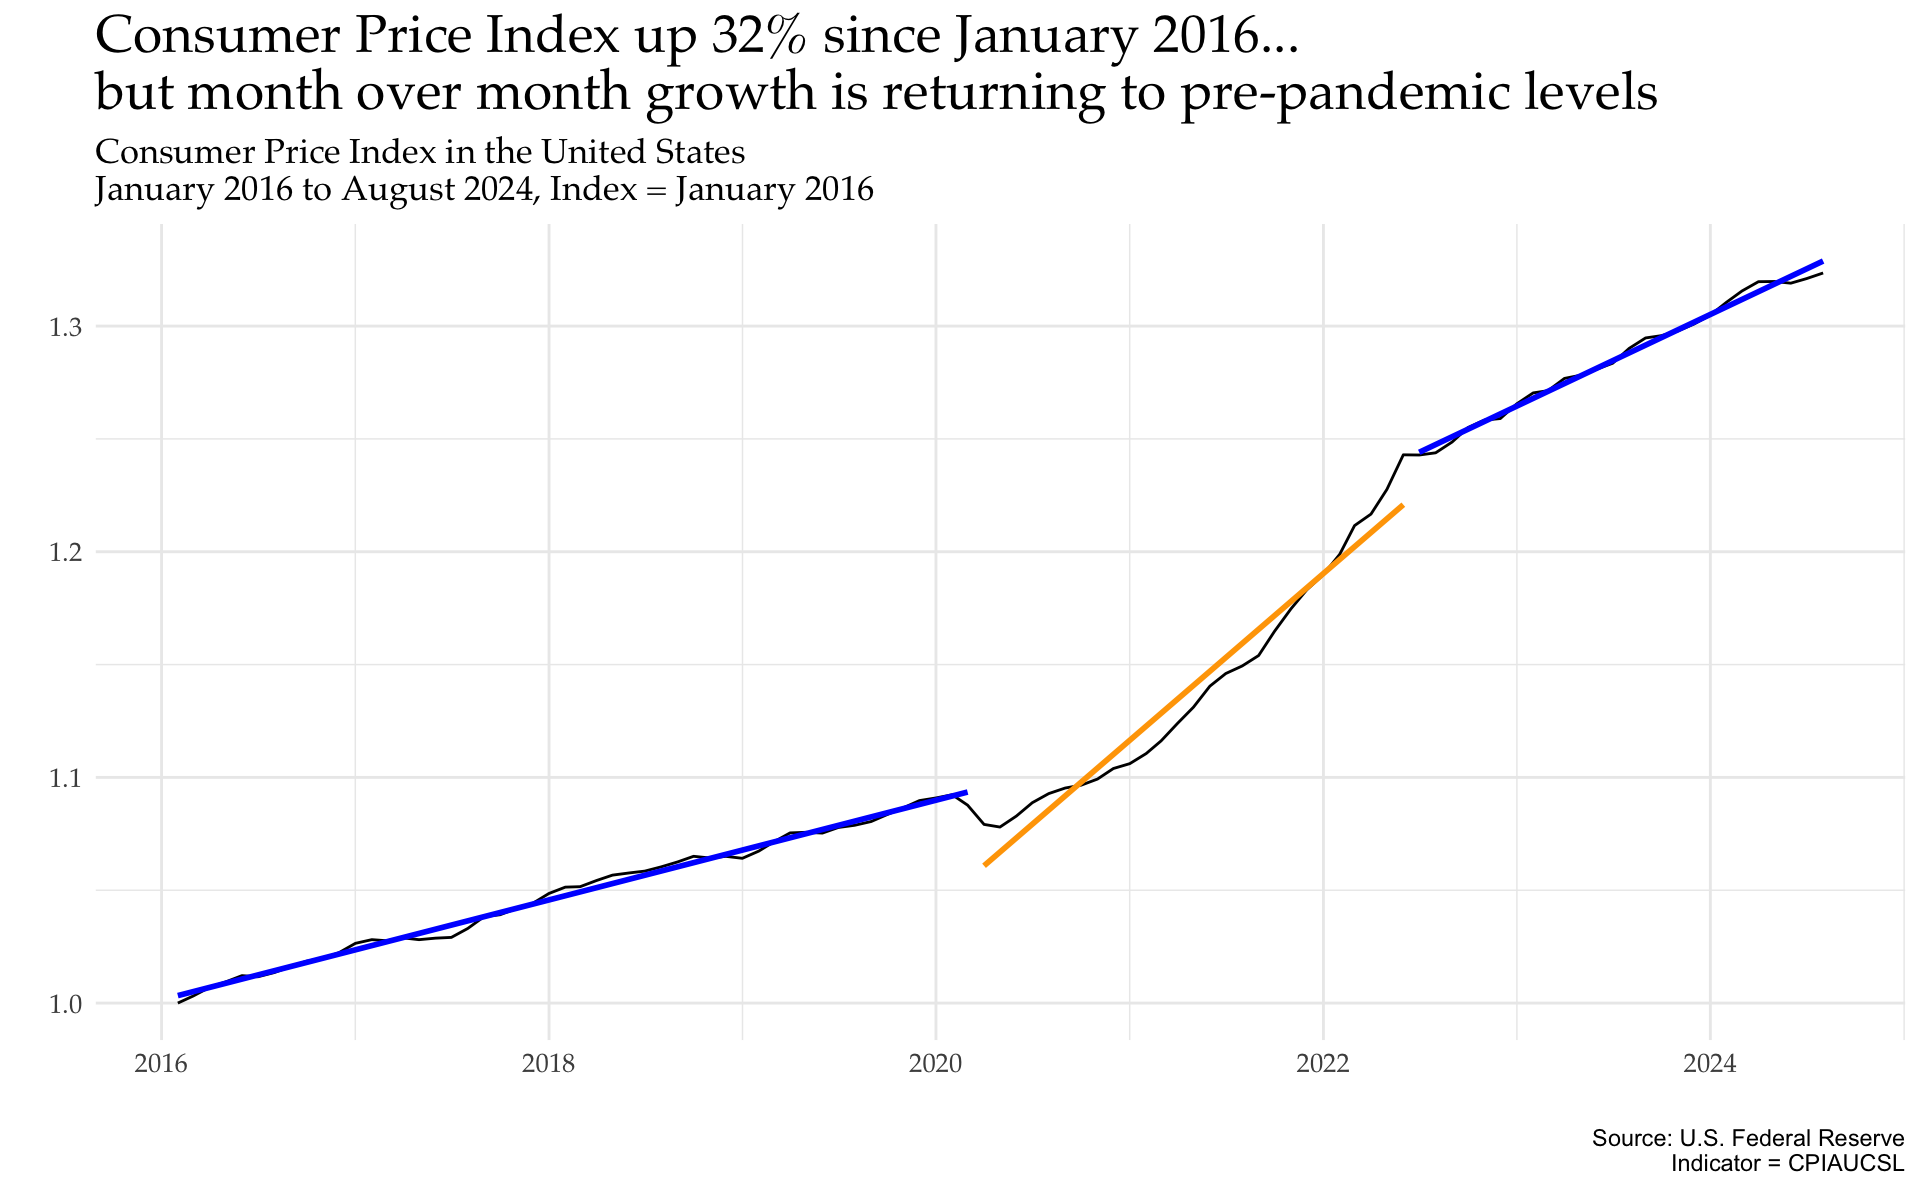 Consumer Price Index up 32% since January 2016...
but month over month growth is returning to pre-pandemic levels
Consumer Price Index in the United States
January 2016 to August 2024, Index = January 2016
1.3
1.2
1.1
1.0
2016 2018 2020 2022 2024
Source: U.S. Federal Reserve
Indicator = CPIAUCSL